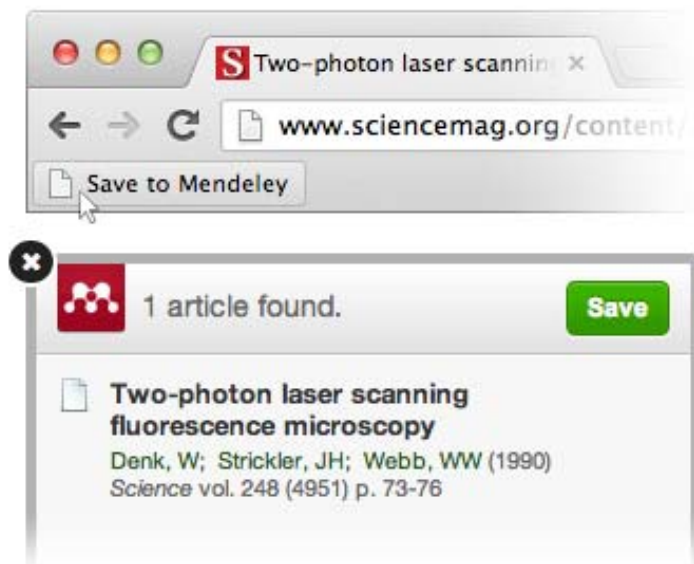 S Two-photon laser scannin
www.sciencemag.org/content/
Save to Mendeley
1 article found.
Save
Two-photon laser scanning
fluorescence microscopy
Denk, W; Strickler, JH; Webb, WW (1990)
Science vol. 248 (4951) p. 73-76